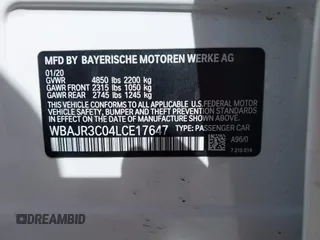 MFD. BY BAYERISCHE MOTOREN WERKE AG
01/20
GVWR 4850 lbs 2200 kg
GAWR FRONT 2315 lbs 1050 kg
GAWR REAR 2745 lbs 1245 kg
THIS VEHICLE CONFORMS TO ALL APPLICABLE U.S. FEDERAL MOTOR
VEHICLE SAFETY, BUMPER, AND THEFT PREVENTION STANDARDS
IN EFFECT ON THE DATE OF MANUFACTURE SHOWN ABOVE.
WBAJR3C04LCE17647 TYPE: PASSENGER CAR
A96/0
DREAMBID